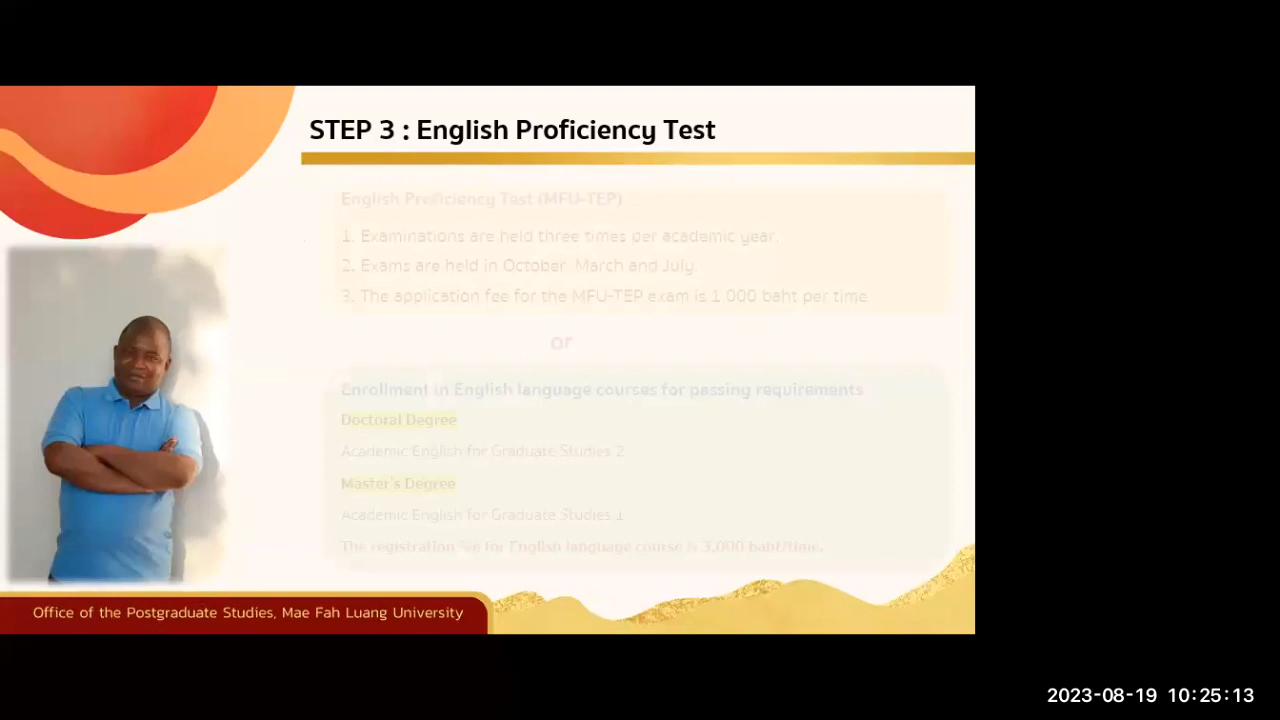 STEP 3 : English Proficiency Test
English Proficiency Test (MFU-TEP)
1. Examinations are held three times per academic year.
2. Exams are held in October, March and July.
3. The application fee for the MFU-TEP exam is 1,000 baht per time.
or
Enrollment in English language courses for passing requirements
Doctoral Degree
Academic English for Graduate Studies 2
Master's Degree
Academic English for Graduate Studies 1
The registration fee for English language course is 3,000 baht/time.
Office of the Postgraduate Studies, Mae Fah Luang University
2023-08-19 10:25:13